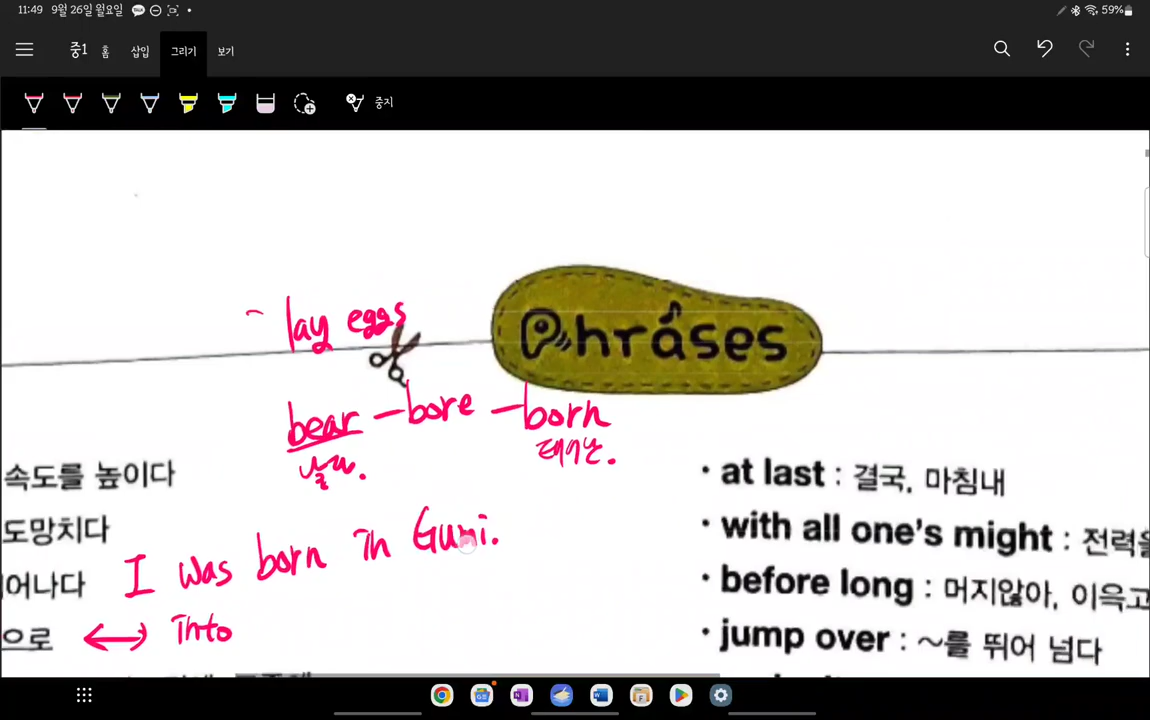 11:49 9월 26일 월요일 59%
중1 홈 삽입 그리기 보기
중지
lay eggs
Phrases
bear - bore - born
태어난.
속도를 높이다
· at last : 결국, 마침내
도망치다
· with all one's might : 전력을
I was born in Gumi.
어나다
· before long : 머지않아, 이윽고
으로 ↔ into
· jump over : ~를 뛰어 넘다